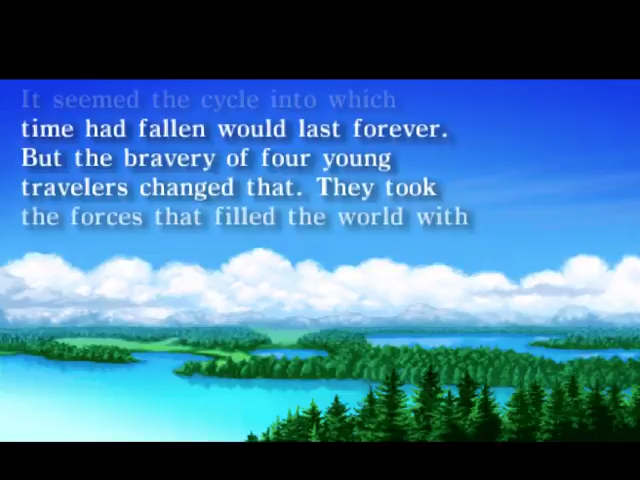 It seemed the cycle into which
time had fallen would last forever.
But the bravery of four young
travelers changed that. They took
the forces that filled the world with